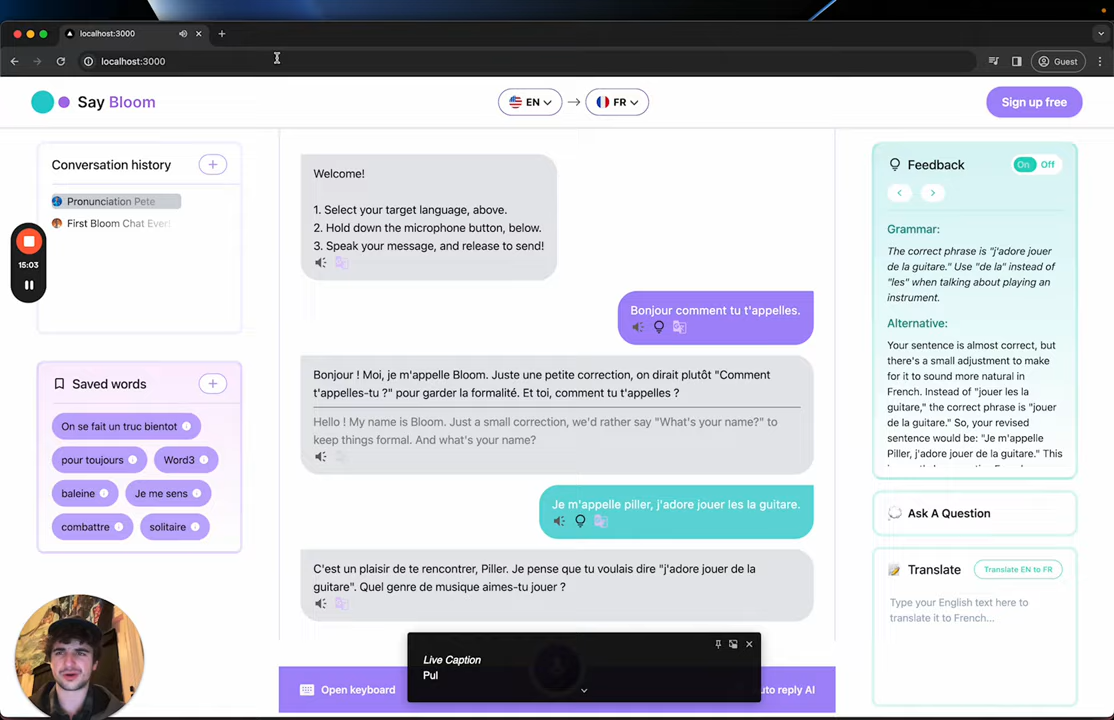 localhost:3000
localhost:3000
Guest
Say Bloom
EN
FR
Sign up free
Conversation history
Pronunciation Pete
First Bloom Chat Ever!
15:03
Saved words
On se fait un truc bientot
pour toujours
Word3
baleine
Je me sens
combattre
solitaire
Welcome!
1. Select your target language, above.
2. Hold down the microphone button, below.
3. Speak your message, and release to send!
Bonjour comment tu t'appelles.
Bonjour ! Moi, je m'appelle Bloom. Juste une petite correction, on dirait plutôt "Comment
t'appelles-tu ?" pour garder la formalité. Et toi, comment tu t'appelles ?
Hello ! My name is Bloom. Just a small correction, we'd rather say "What's your name?" to
keep things formal. And what's your name?
Je m'appelle piller, j'adore jouer les la guitare.
C'est un plaisir de te rencontrer, Piller. Je pense que tu voulais dire "j'adore jouer de la
guitare". Quel genre de musique aimes-tu jouer ?
Live Caption
Pul
Open keyboard
uto reply AI
Feedback
On
Off
Grammar:
The correct phrase is "j'adore jouer
de la guitare." Use "de la" instead of
"les" when talking about playing an
instrument.
Alternative:
Your sentence is almost correct, but
there's a small adjustment to make
for it to sound more natural in
French. Instead of "jouer les la
guitare," the correct phrase is "jouer
de la guitare." So, your revised
sentence would be: "Je m'appelle
Piller, j'adore jouer de la guitare." This
Ask A Question
Translate
Translate EN to FR
Type your English text here to
translate it to French...